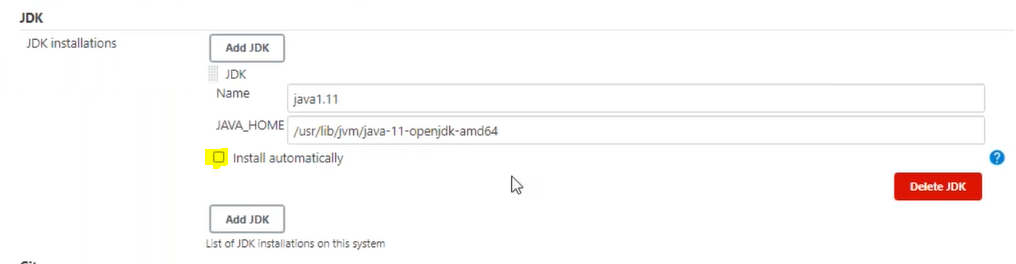 JDK
JDK installations
Add JDK
JDK
Name
java1.11
JAVA_HOME
/usr/lib/jvm/java-11-openjdk-amd64
Install automatically
?
Delete JDK
Add JDK
List of JDK installations on this system